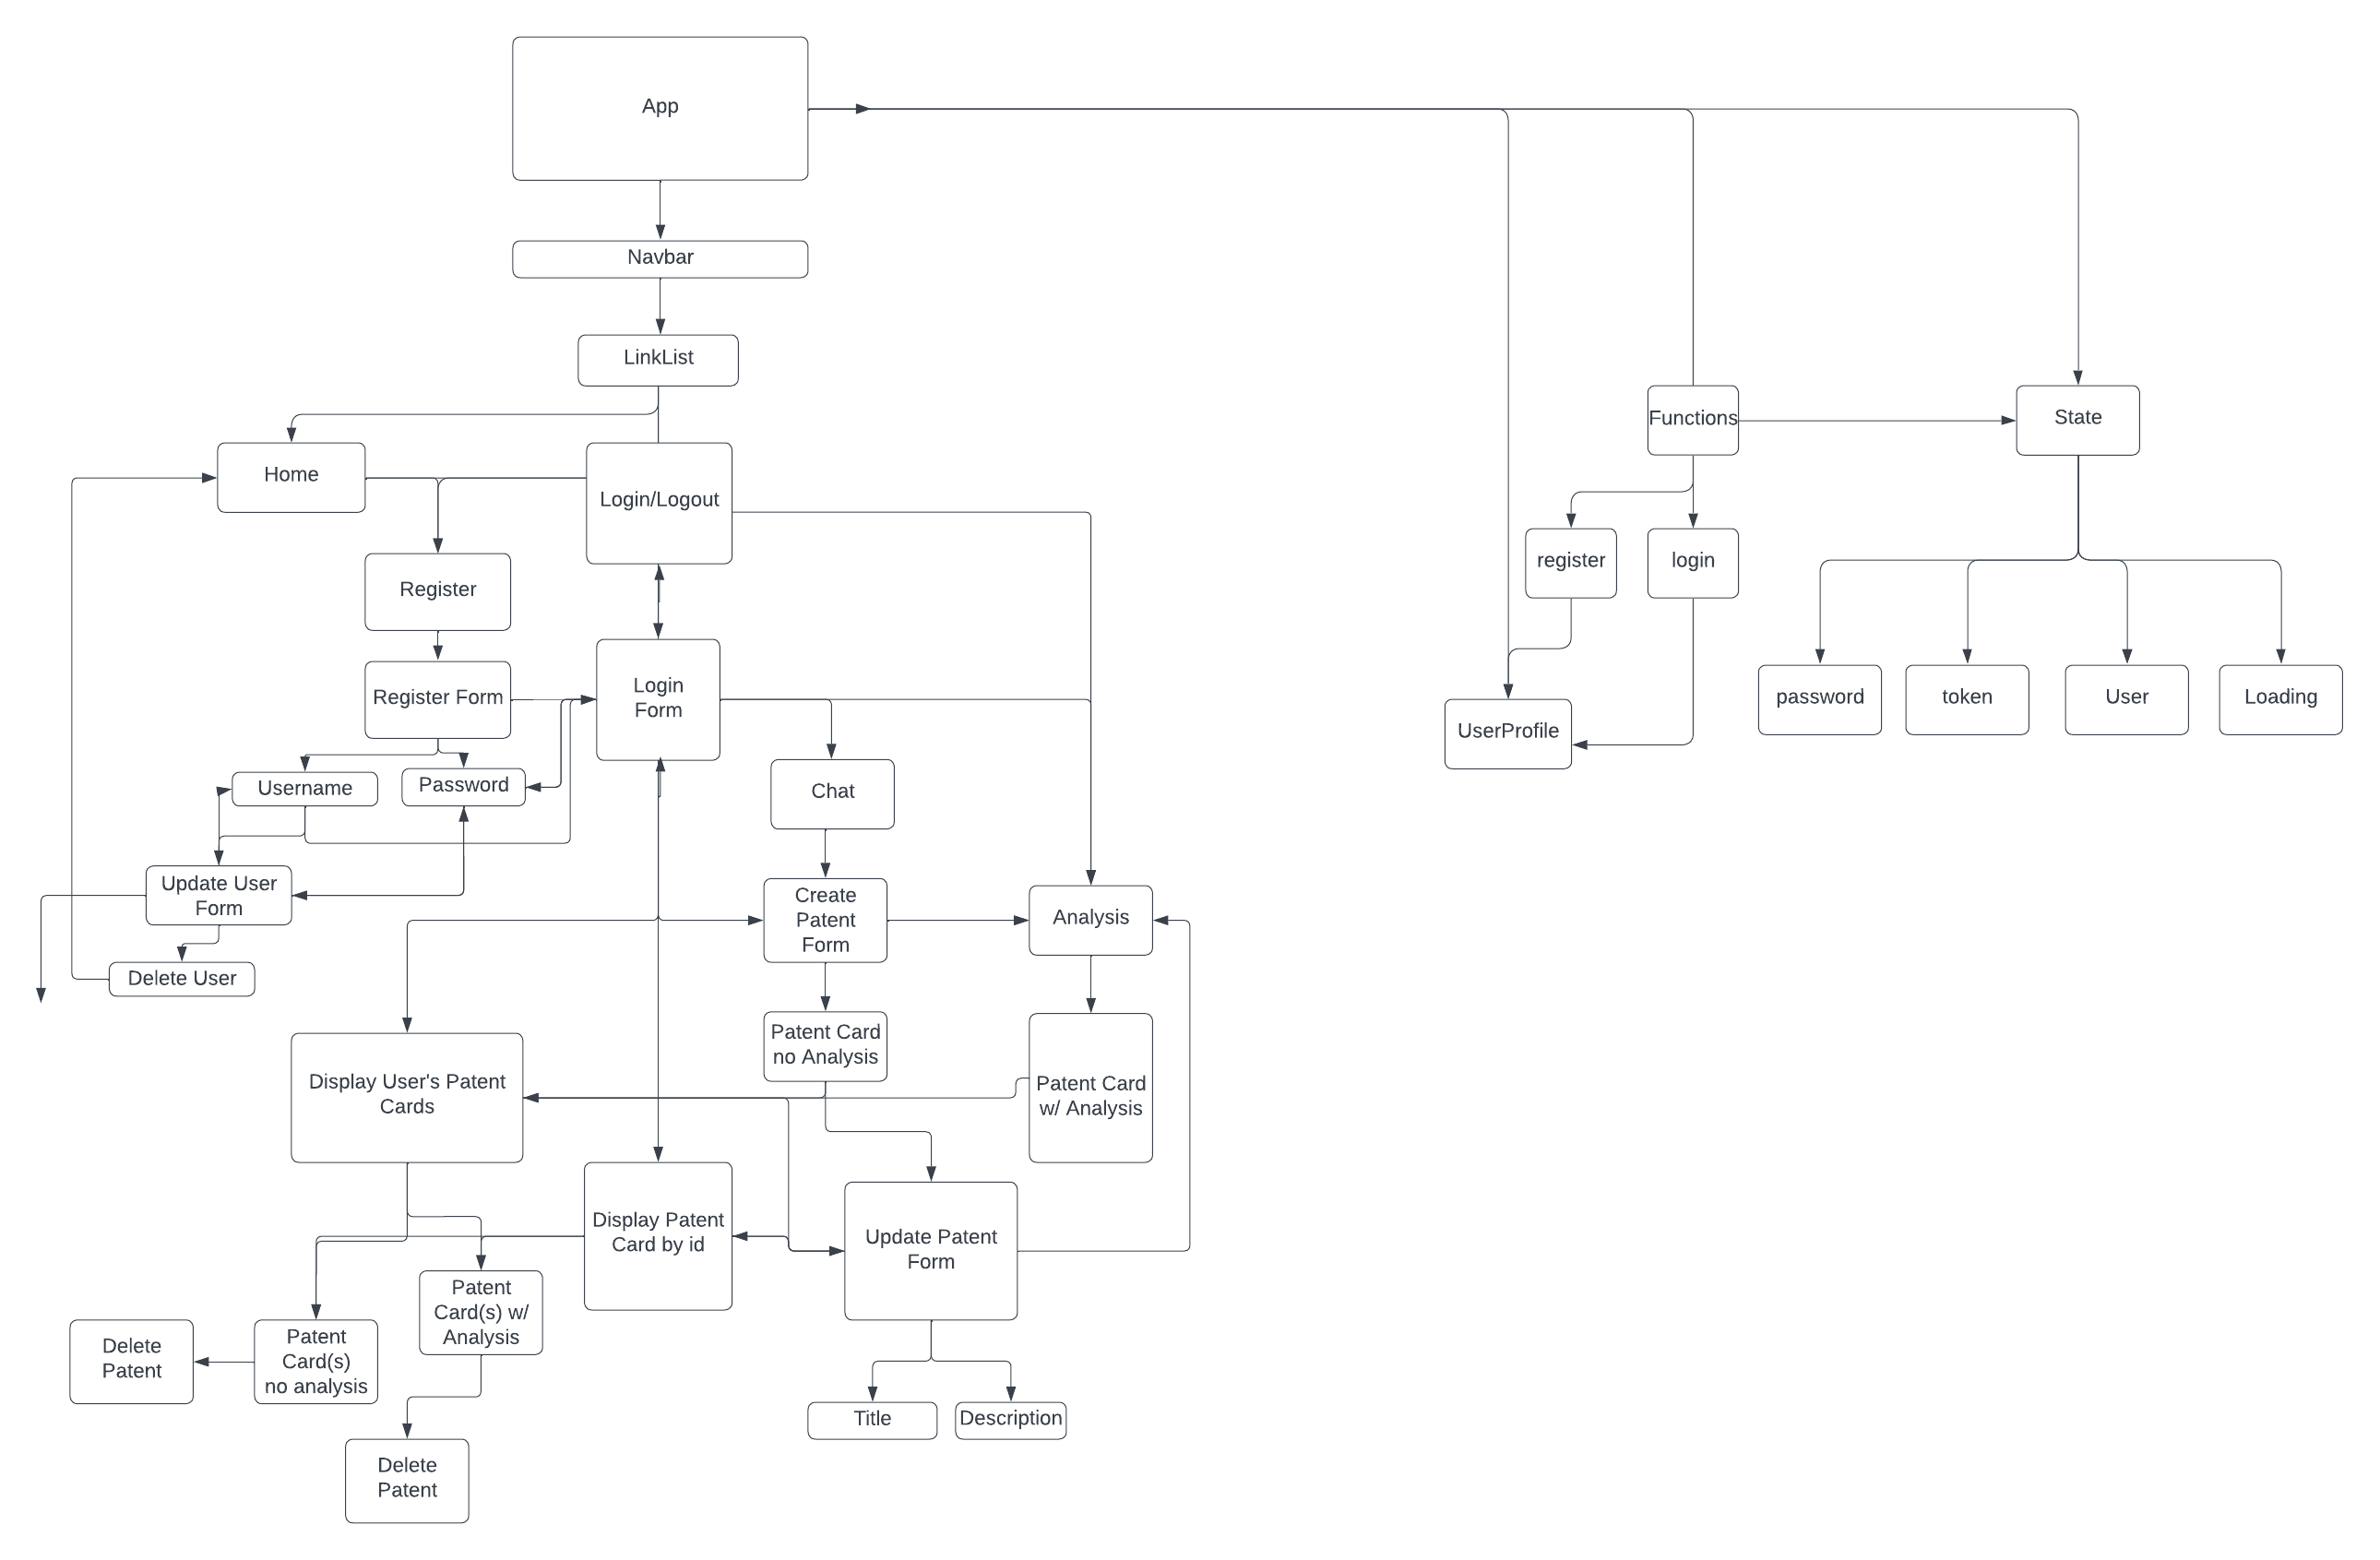 App
Navbar
LinkList
Home
Login/Logout
Functions
State
Register
register
login
Register Form
Login
Form
UserProfile
password
token
User
Loading
Username
Password
Chat
Update User
Form
Create
Patent
Form
Analysis
Delete User
Patent Card
no Analysis
Display User's Patent
Cards
Patent Card
w/ Analysis
Display Patent
Card by id
Update Patent
Form
Patent
Card(s) w/
Analysis
Delete
Patent
Patent
Card(s)
no analysis
Title
Description
Delete
Patent